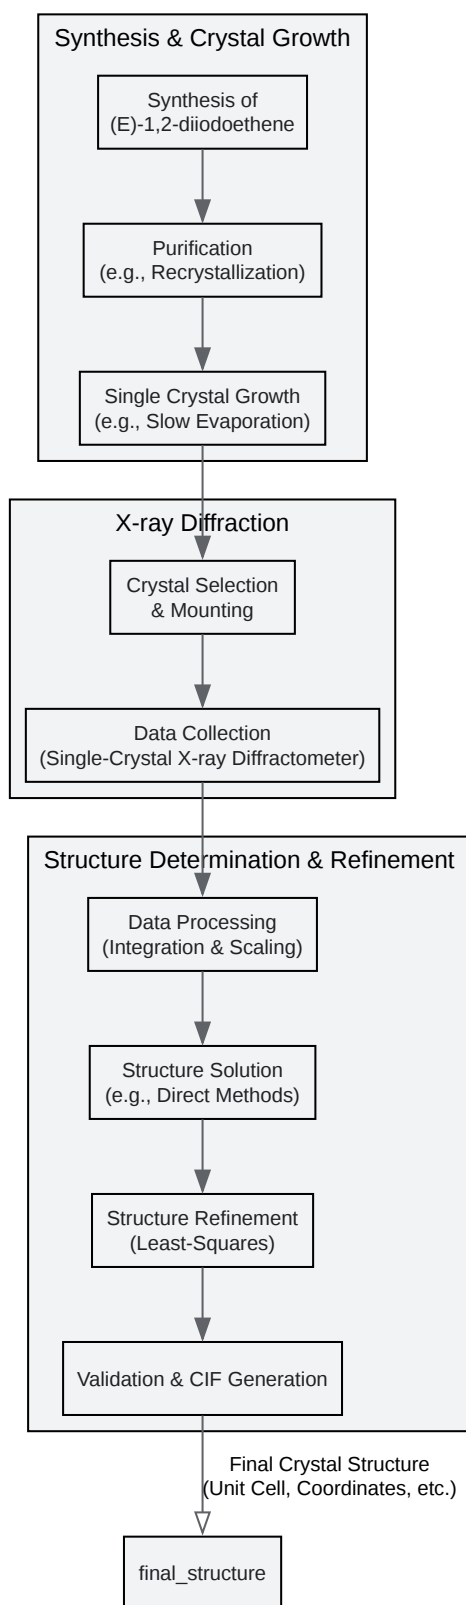 Synthesis & Crystal Growth
Synthesis of
(E)-1,2-diiodoethene
Purification
(e.g., Recrystallization)
Single Crystal Growth
(e.g., Slow Evaporation)
X-ray Diffraction
Crystal Selection
& Mounting
Data Collection
(Single-Crystal X-ray Diffractometer)
Structure Determination & Refinement
Data Processing
(Integration & Scaling)
Structure Solution
(e.g., Direct Methods)
Structure Refinement
(Least-Squares)
Validation & CIF Generation
Final Crystal Structure
(Unit Cell, Coordinates, etc.)
final_structure